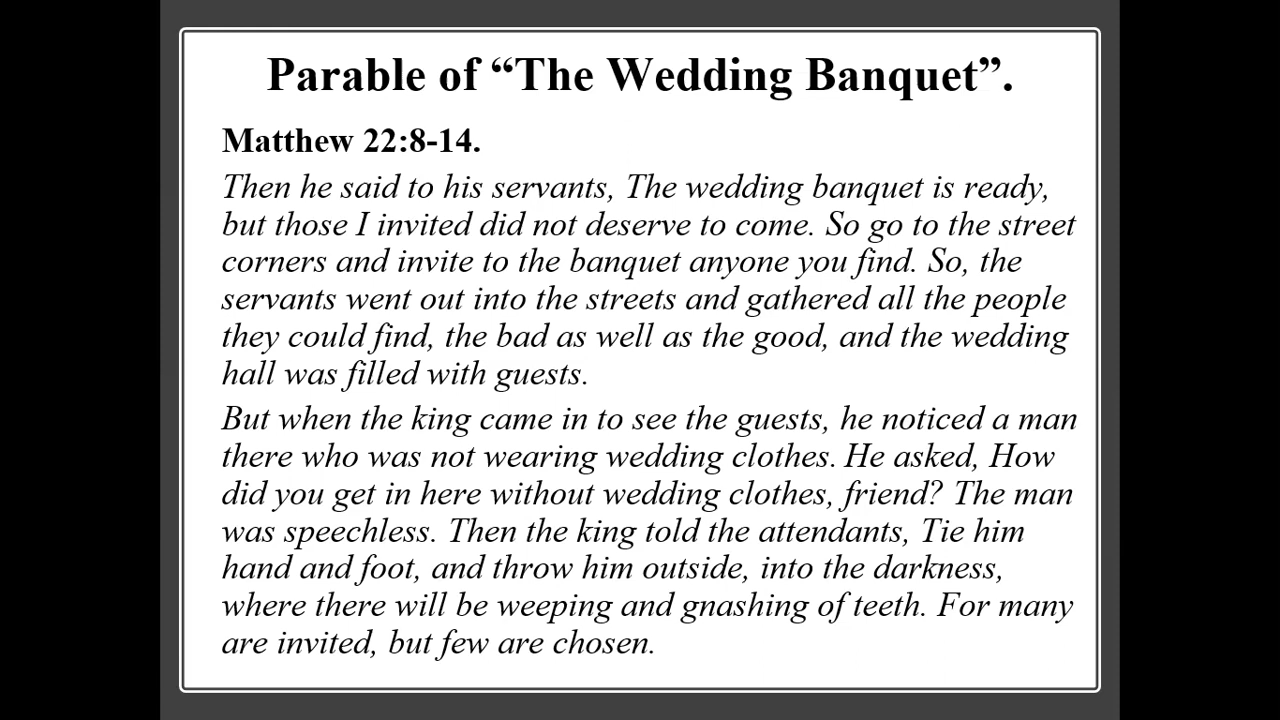 Parable of “The Wedding Banquet”.
Matthew 22:8-14.
Then he said to his servants, The wedding banquet is ready,
but those I invited did not deserve to come. So go to the street
corners and invite to the banquet anyone you find. So, the
servants went out into the streets and gathered all the people
they could find, the bad as well as the good, and the wedding
hall was filled with guests.
But when the king came in to see the guests, he noticed a man
there who was not wearing wedding clothes. He asked, How
did you get in here without wedding clothes, friend? The man
was speechless. Then the king told the attendants, Tie him
hand and foot, and throw him outside, into the darkness,
where there will be weeping and gnashing of teeth. For many
are invited, but few are chosen.